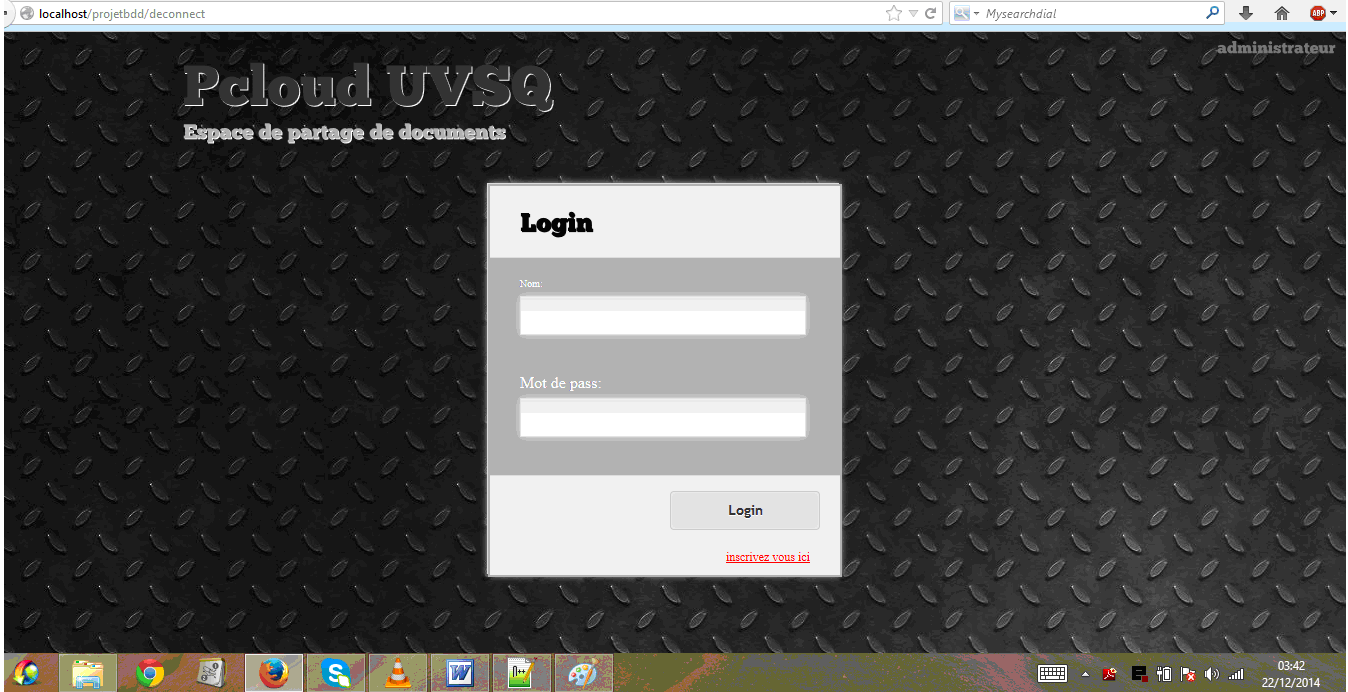 localhost/projetbdd/deconnect
Mysearchdial
ABP
administrateur
Pcloud UVSQ
Espace de partage de documents
Login
Nom:
Mot de pass:
Login
inscrivez vous ici
03:42
22/12/2014